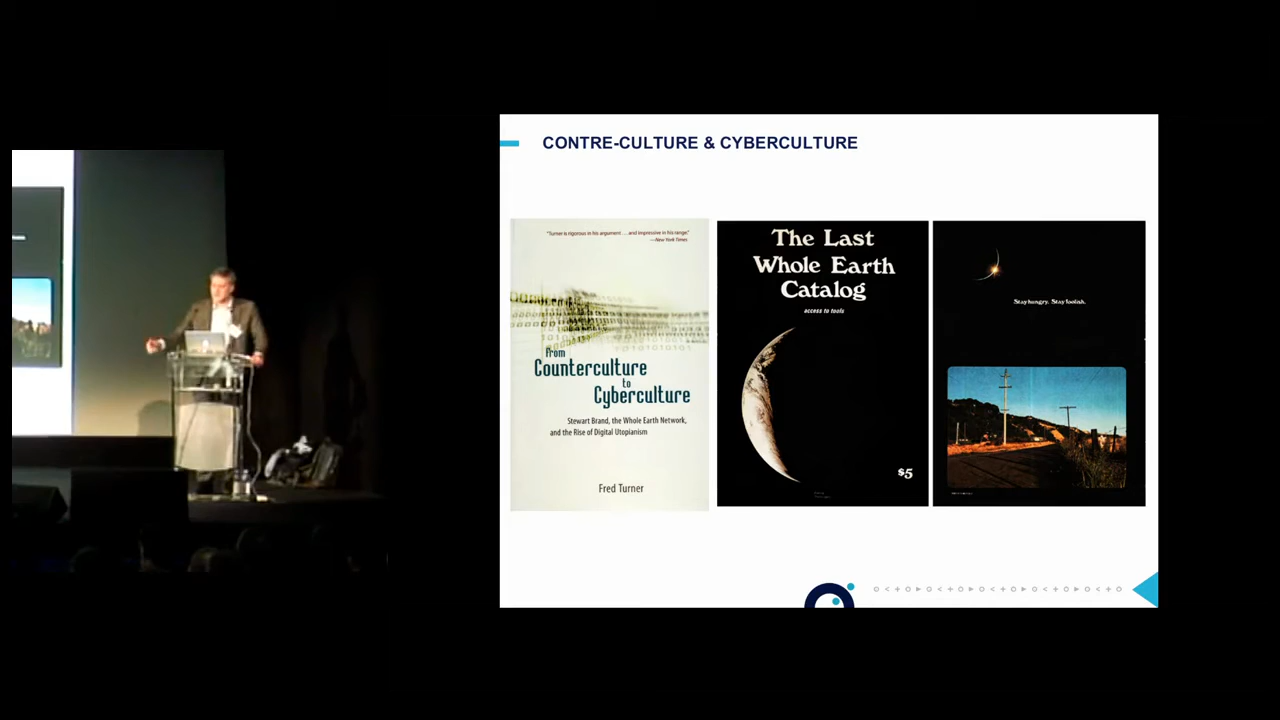 CONTRE-CULTURE & CYBERCULTURE
"Turner is rigorous in his argument . . . and impressive in his range."
—New York Times
from
Counterculture
to
Cyberculture
Stewart Brand, the Whole Earth Network,
and the Rise of Digital Utopianism
Fred Turner
The Last
Whole Earth
Catalog
access to tools
$5
Stay hungry. Stay foolish.